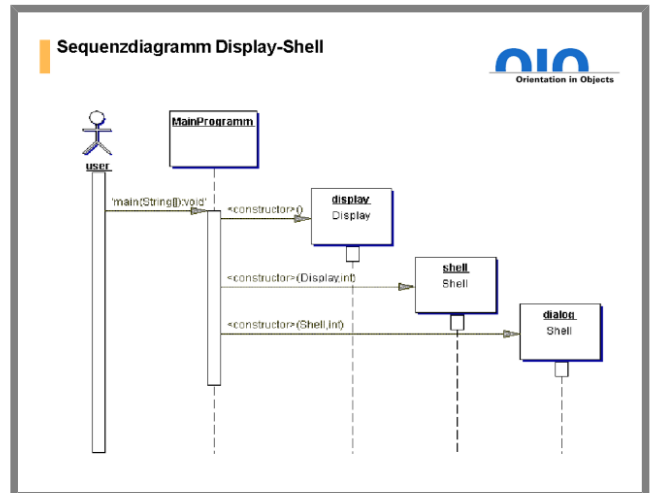 Sequenzdiagramm Display-Shell
OIO
Orientation in Objects
MainProgramm
user
'main(String[]):void'
<constructor>()
display
Display
<constructor>(Display,int)
shell
Shell
<constructor>(Shell,int)
dialog
Shell